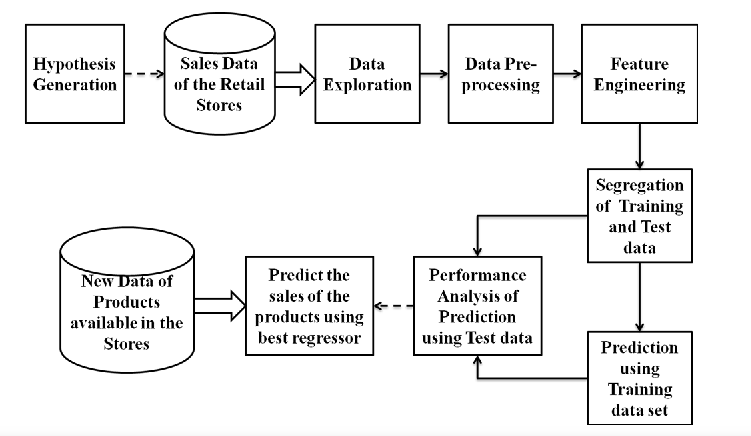 Hypothesis
Generation
Sales Data
of the Retail
Stores
Data
Exploration
Data Pre-
processing
Feature
Engineering
Segregation
of Training
and Test
data
New Data of
Products
available in the
Stores
Predict the
sales of the
products using
best regressor
Performance
Analysis of
Prediction
using Test data
Prediction
using
Training
data set